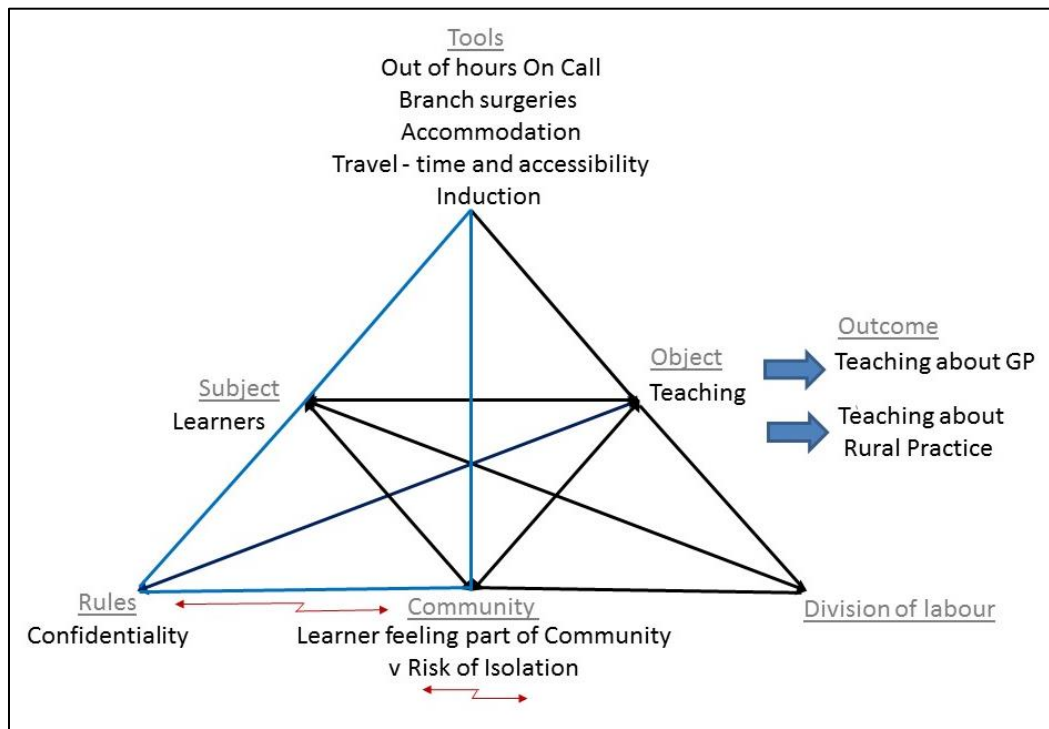 Tools
Out of hours On Call
Branch surgeries
Accommodation
Travel - time and accessibility
Induction
Outcome
Teaching about GP
Object
Teaching
Teaching about
Rural Practice
Subject
Learners
Rules
Confidentiality
Community
Learner feeling part of Community
v Risk of Isolation
Division of labour